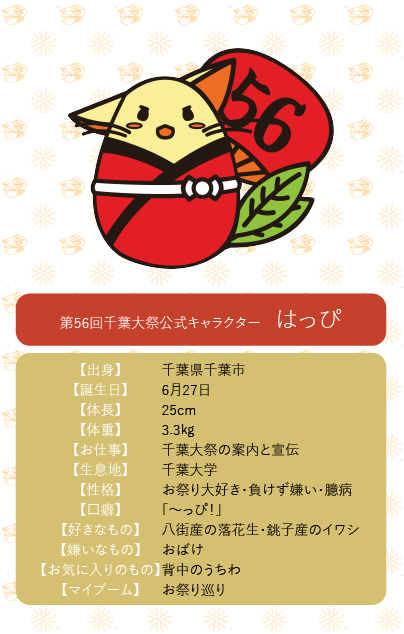 56
第56回千葉大祭公式キャラクター はっぴ
【出身】 千葉県千葉市
【誕生日】 6月27日
【体長】 25cm
【体重】 3.3kg
【お仕事】 千葉大祭の案内と宣伝
【生息地】 千葉大学
【性格】 お祭り大好き・負けず嫌い・臆病
【口癖】 「〜っぴ！」
【好きなもの】 八街産の落花生・銚子産のイワシ
【嫌いなもの】 おばけ
【お気に入りのもの】背中のうちわ
【マイブーム】 お祭り巡り